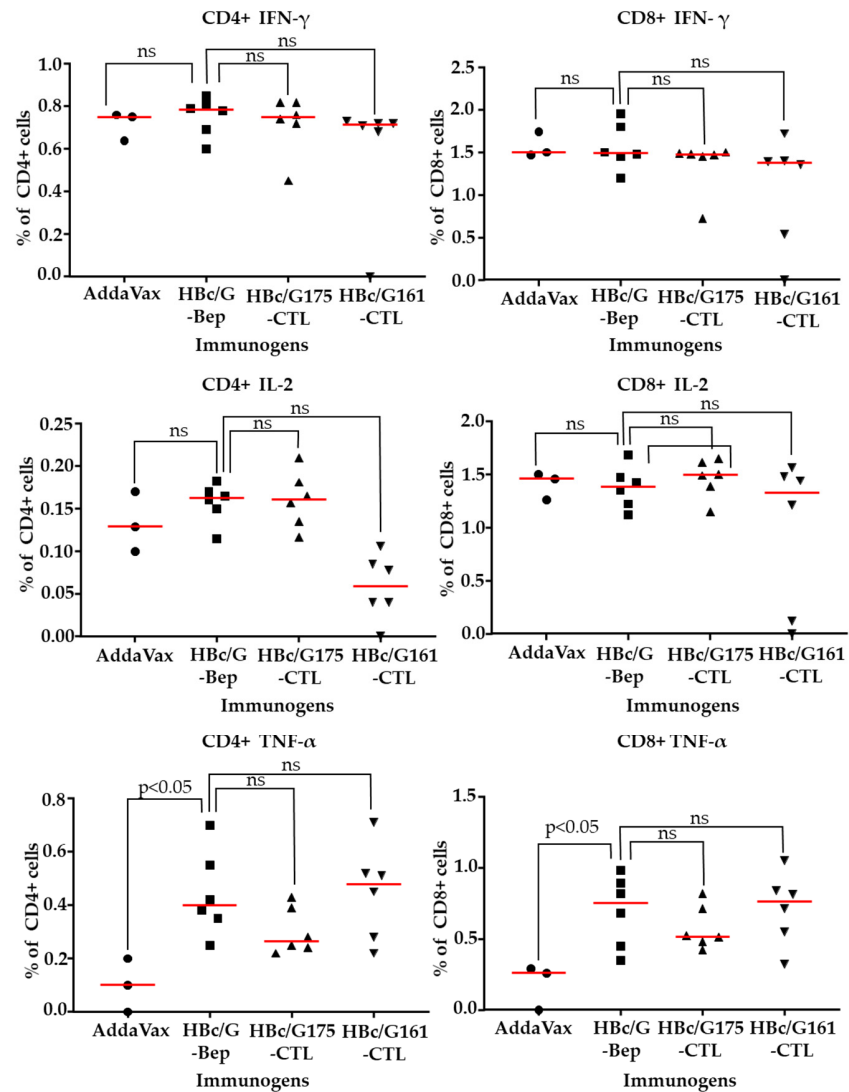 CD4+ IFN-γ
ns
ns
ns
% of CD4+ cells
1.0
0.8
0.6
0.4
0.2
0.0
AddaVax
HBc/G
-Bep
HBc/G175
-CTL
HBc/G161
-CTL
Immunogens
CD8+ IFN- γ
ns
ns
ns
% of CD8+ cells
2.5
2.0
1.5
1.0
0.5
0.0
AddaVax
HBc/G
-Bep
HBc/G175
-CTL
HBc/G161
-CTL
Immunogens
CD4+ IL-2
ns
ns
ns
% of CD4+ cells
0.25
0.20
0.15
0.10
0.05
0.00
AddaVax
HBc/G
-Bep
HBc/G175
-CTL
HBc/G161
-CTL
Immunogens
CD8+ IL-2
ns
ns
ns
% of CD8+ cells
2.0
1.5
1.0
0.5
0.0
AddaVax
HBc/G
-Bep
HBc/G175
-CTL
HBc/G161
-CTL
Immunogens
CD4+ TNF-α
ns
ns
p<0.05
% of CD4+ cells
0.8
0.6
0.4
0.2
0.0
AddaVax
HBc/G
-Bep
HBc/G175
-CTL
HBc/G161
-CTL
Immunogens
CD8+ TNF-α
ns
ns
p<0.05
% of CD8+ cells
1.5
1.0
0.5
0.0
AddaVax
HBc/G
-Bep
HBc/G175
-CTL
HBc/G161
-CTL
Immunogens